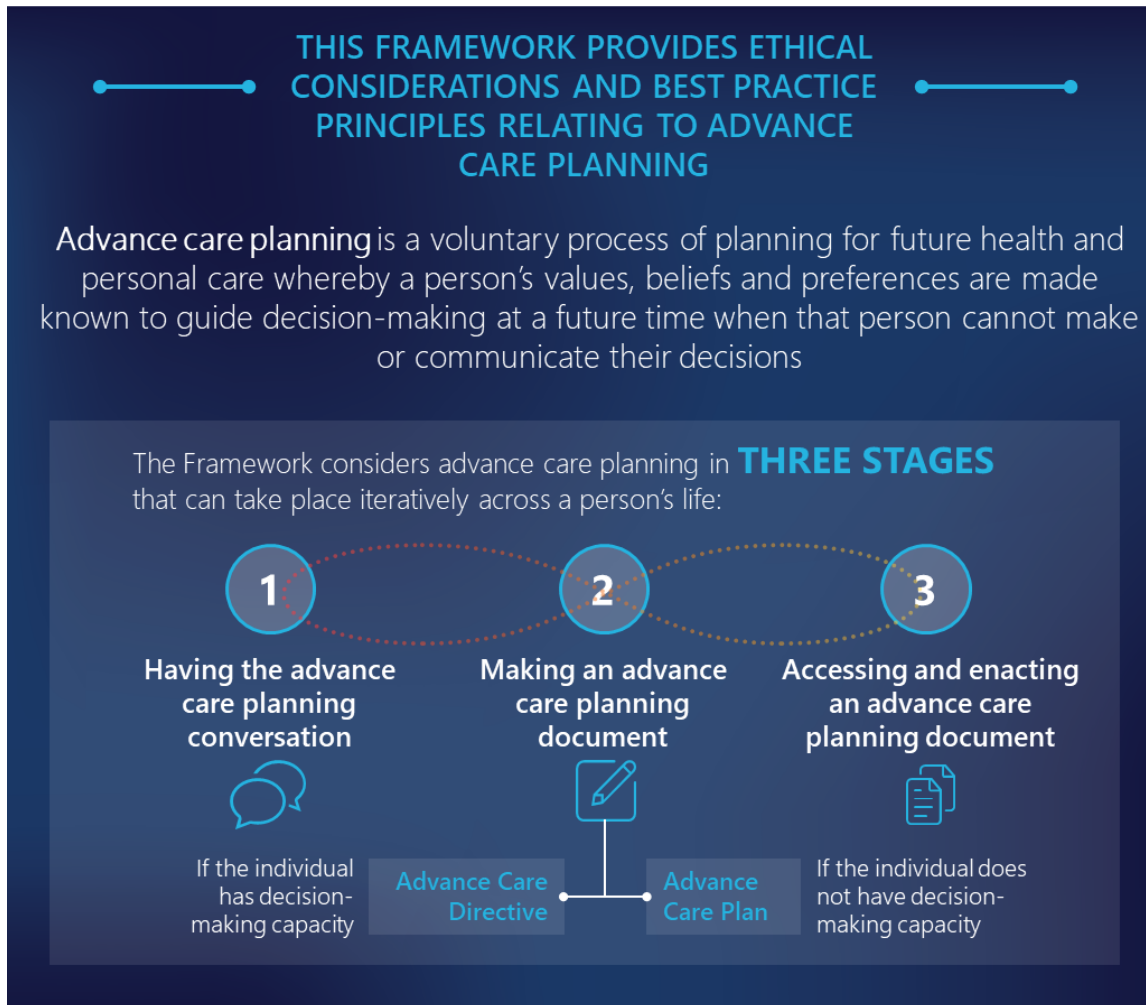 THIS FRAMEWORK PROVIDES ETHICAL
CONSIDERATIONS AND BEST PRACTICE
PRINCIPLES RELATING TO ADVANCE
CARE PLANNING
Advance care planning is a voluntary process of planning for future health and
personal care whereby a person's values, beliefs and preferences are made
known to guide decision-making at a future time when that person cannot make
or communicate their decisions
The Framework considers advance care planning in THREE STAGES
that can take place iteratively across a person's life:
1
Having the advance
care planning
conversation
2
Making an advance
care planning
document
3
Accessing and enacting
an advance care
planning document
If the individual
has decision-
making capacity
Advance Care
Directive
Advance
Care Plan
If the individual does
not have decision-
making capacity